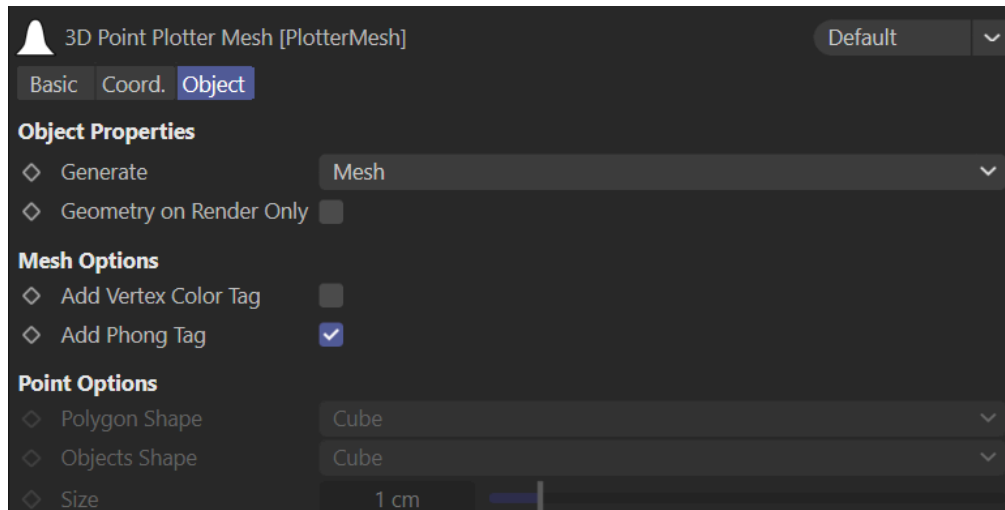 3D Point Plotter Mesh [PlotterMesh] Default
Basic Coord. Object
Object Properties
Generate Mesh
Geometry on Render Only
Mesh Options
Add Vertex Color Tag
Add Phong Tag
Point Options
Polygon Shape Cube
Objects Shape Cube
Size 1 cm